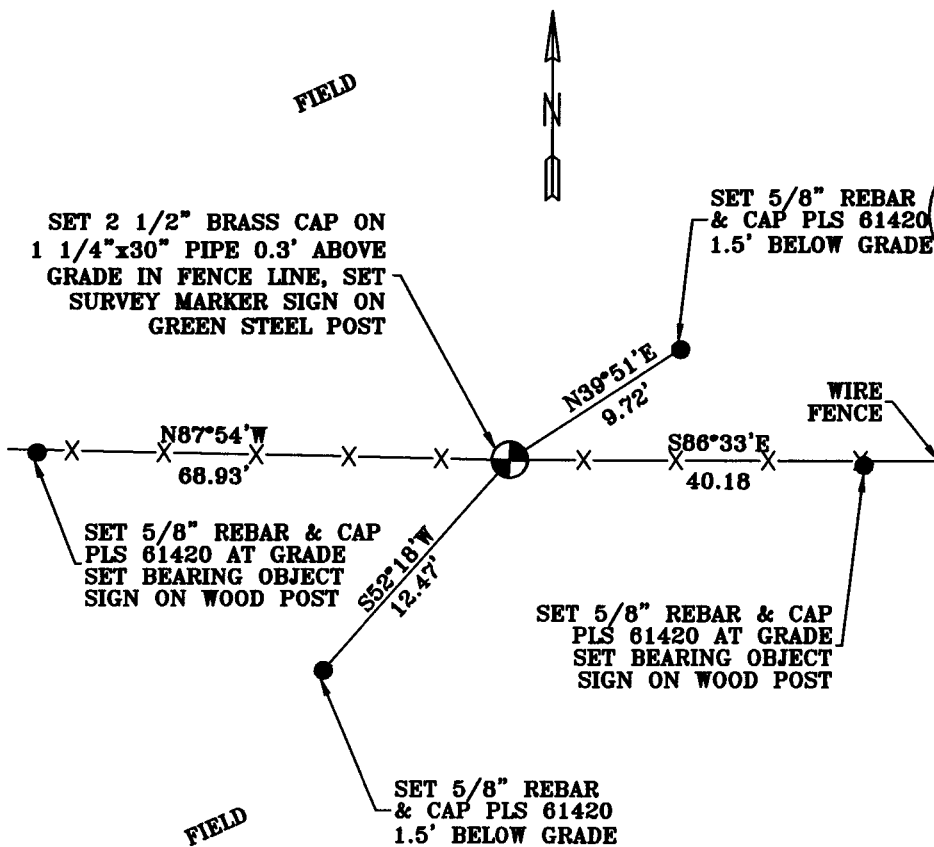 FIELD
N
SET 5/8" REBAR
& CAP PLS 61420
1.5' BELOW GRADE
SET 2 1/2" BRASS CAP ON
1 1/4"x30" PIPE 0.3' ABOVE
GRADE IN FENCE LINE, SET
SURVEY MARKER SIGN ON
GREEN STEEL POST
N39°51'E
9.72'
WIRE
FENCE
N87°54'W
68.93'
S86°33'E
40.18
SET 5/8" REBAR & CAP
PLS 61420 AT GRADE
SET BEARING OBJECT
SIGN ON WOOD POST
S52°18'W
12.47'
SET 5/8" REBAR & CAP
PLS 61420 AT GRADE
SET BEARING OBJECT
SIGN ON WOOD POST
SET 5/8" REBAR
& CAP PLS 61420
1.5' BELOW GRADE
FIELD